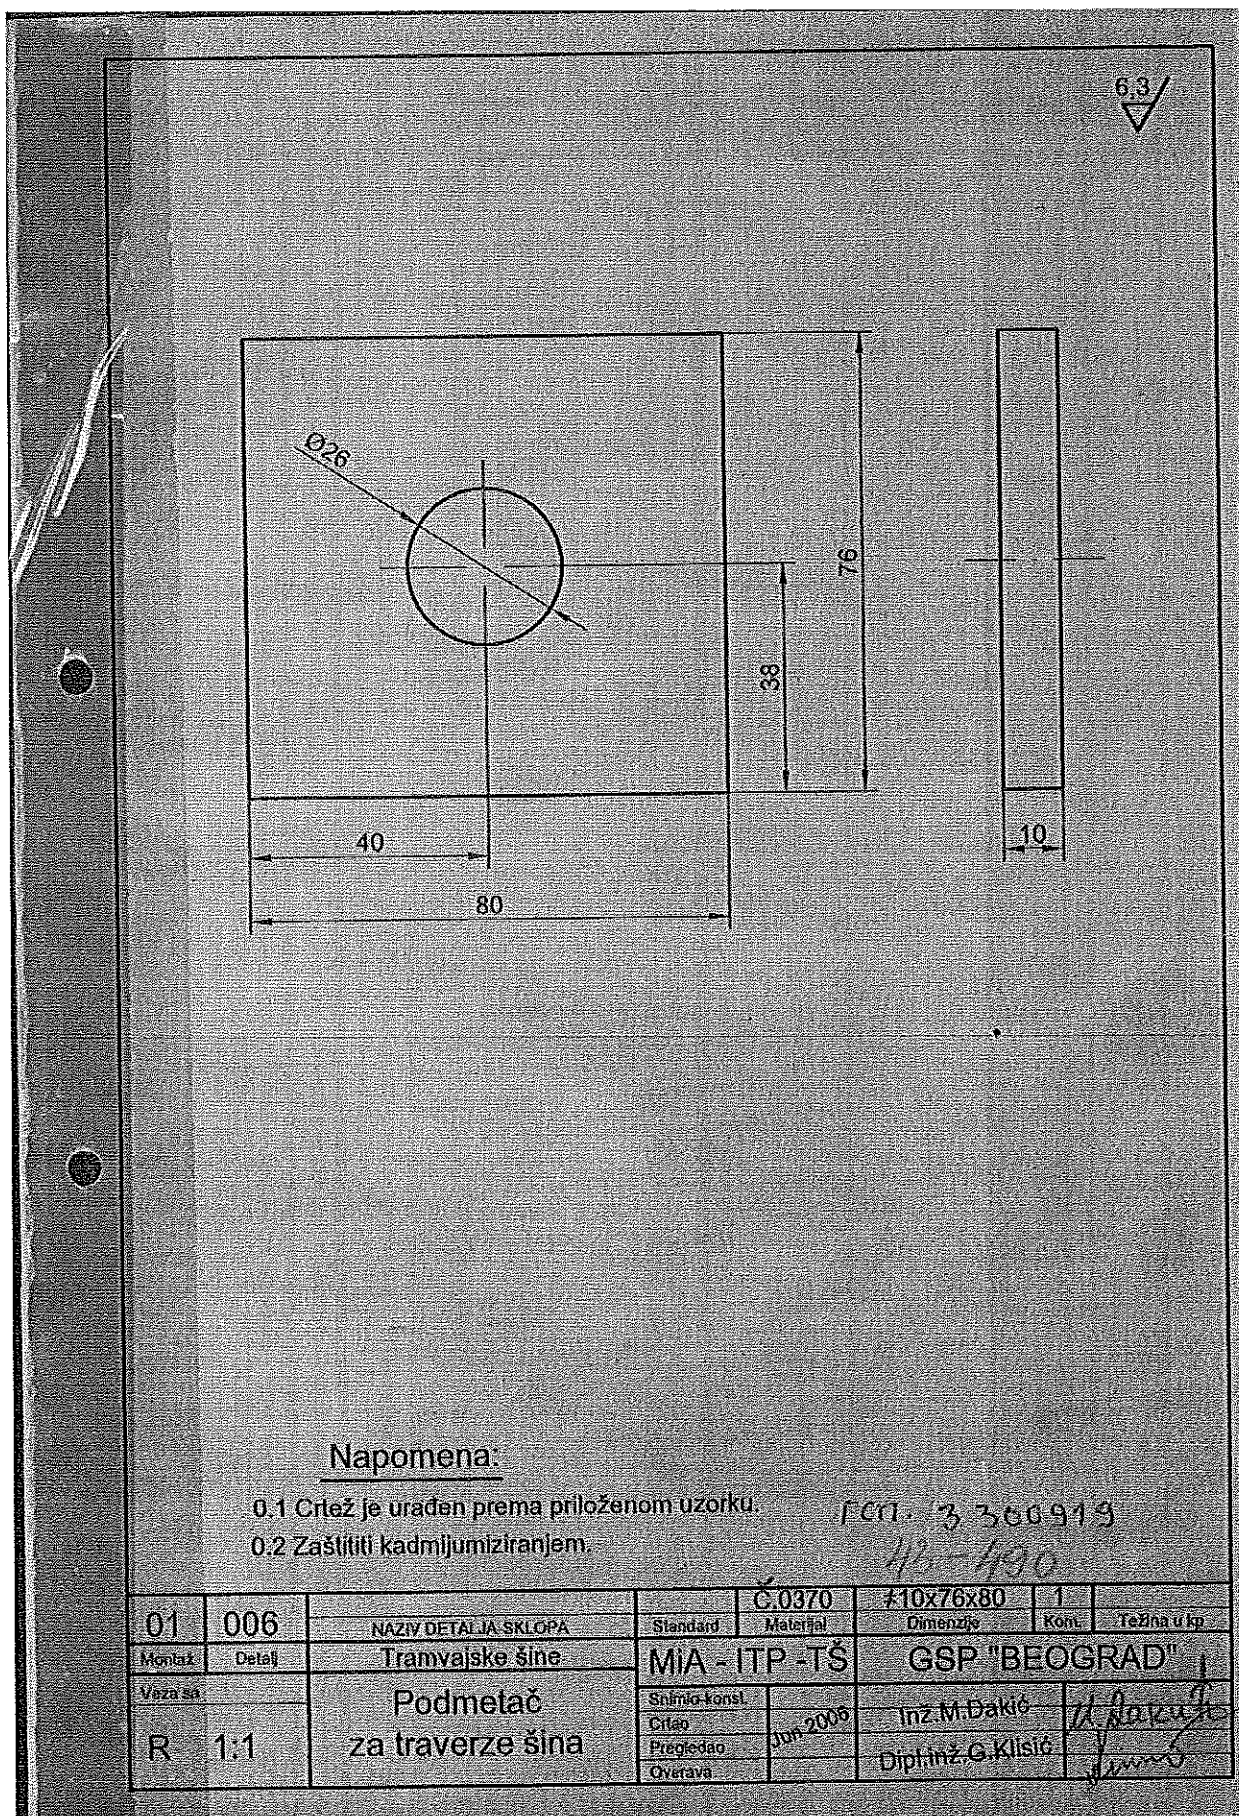 6,3
Ø26
76
38
40
80
10
Napomena:
0.1 Crtež je urađen prema priloženom uzorku.
0.2 Zaštititi kadmijumiziranjem.
3300919
01 006 NAZIV DETALJA-SKLOPA Standard Č.0370 Materijal ≠10x76x80 Dimenzije 1 Kom. Težina u kp
Montaž Detalj Tramvajske šine MiA - ITP -TŠ GSP "BEOGRAD"
Veza sa
Podmetač
za traverze šina
R 1:1
Snimio-konst.
Crtao Jun 2006 Inž.M.Dakić
Pregledao Dipl.inž.G.Klisić
Overava